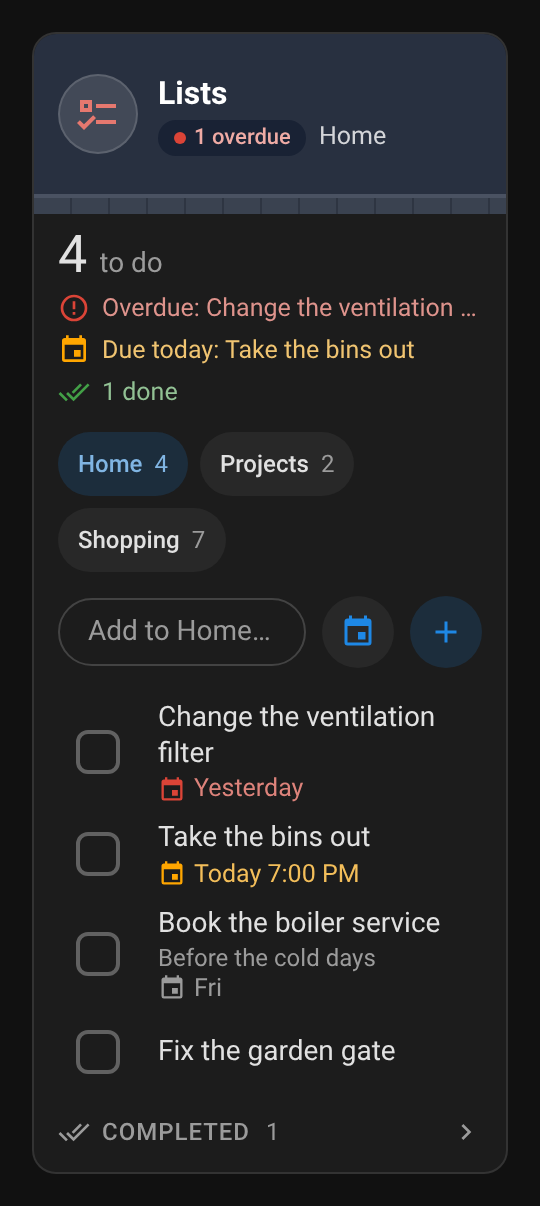 Lists
1 overdue Home
4 to do
Overdue: Change the ventilation ...
Due today: Take the bins out
1 done
Home 4 Projects 2
Shopping 7
Add to Home...
Change the ventilation
filter
Yesterday
Take the bins out
Today 7:00 PM
Book the boiler service
Before the cold days
Fri
Fix the garden gate
COMPLETED 1